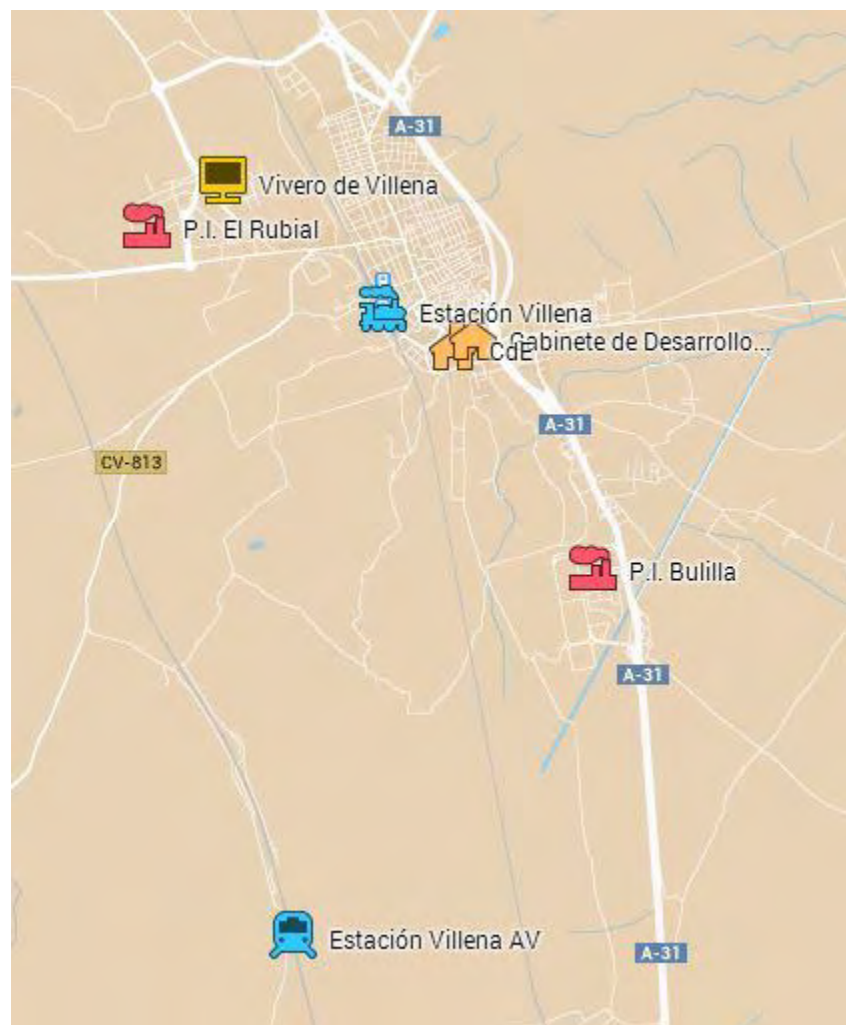 A-31
Vivero de Villena
P.I. El Rubial
Estación Villena
Gabinete de Desarrollo...
CdE
A-31
CV-813
P.I. Bulilla
A-31
Estación Villena AV
A-31